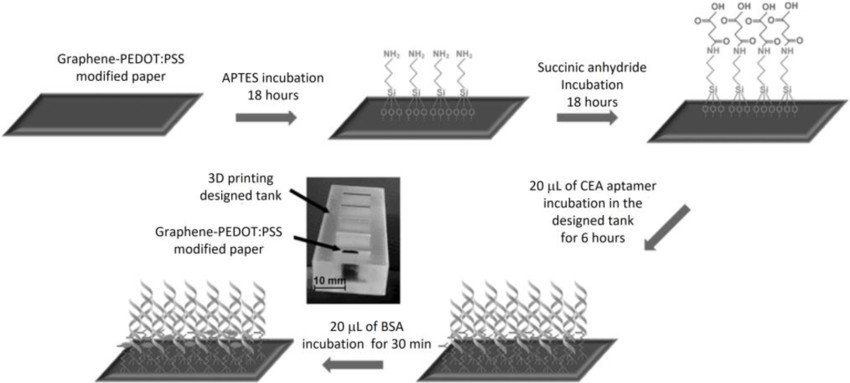 Graphene-PEDOT:PSS
modified paper
APTES incubation
18 hours
NH₂ NH₂ NH₂ NH₂
Si Si Si Si
O O O O O O O O O O O O
Succinic anhydride
Incubation
18 hours
OH OH OH OH
O O O O
O O O O
NH NH NH NH
Si Si Si Si
O O O O O O O O O O O O
3D printing
designed tank
Graphene-PEDOT:PSS
modified paper
10 mm
20 μL of CEA aptamer
incubation in the
designed tank
for 6 hours
20 μL of BSA
incubation for 30 min